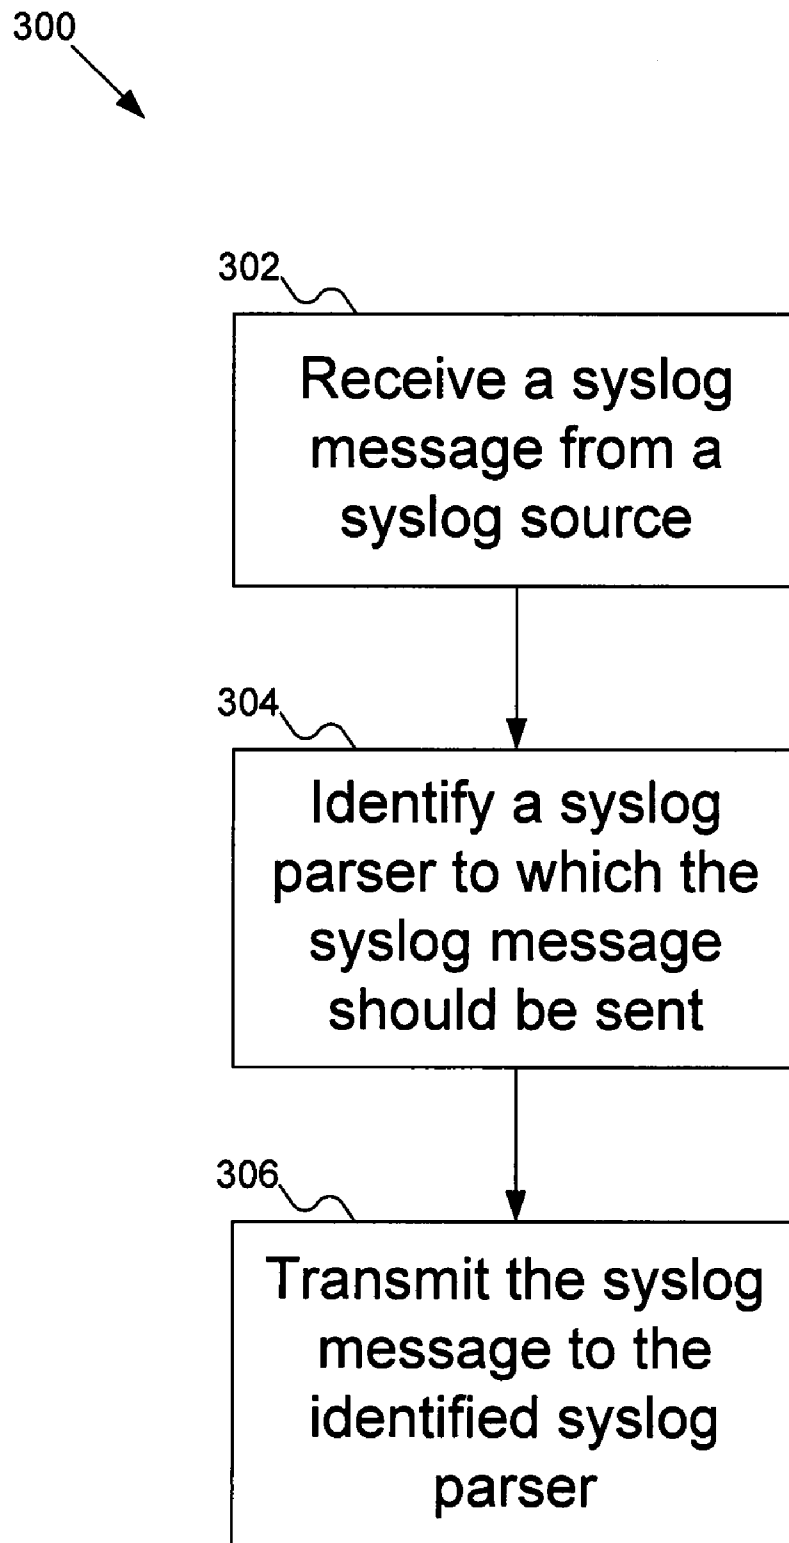 300
302
Receive a syslog
message from a
syslog source
304
Identify a syslog
parser to which the
syslog message
should be sent
306
Transmit the syslog
message to the
identified syslog
parser